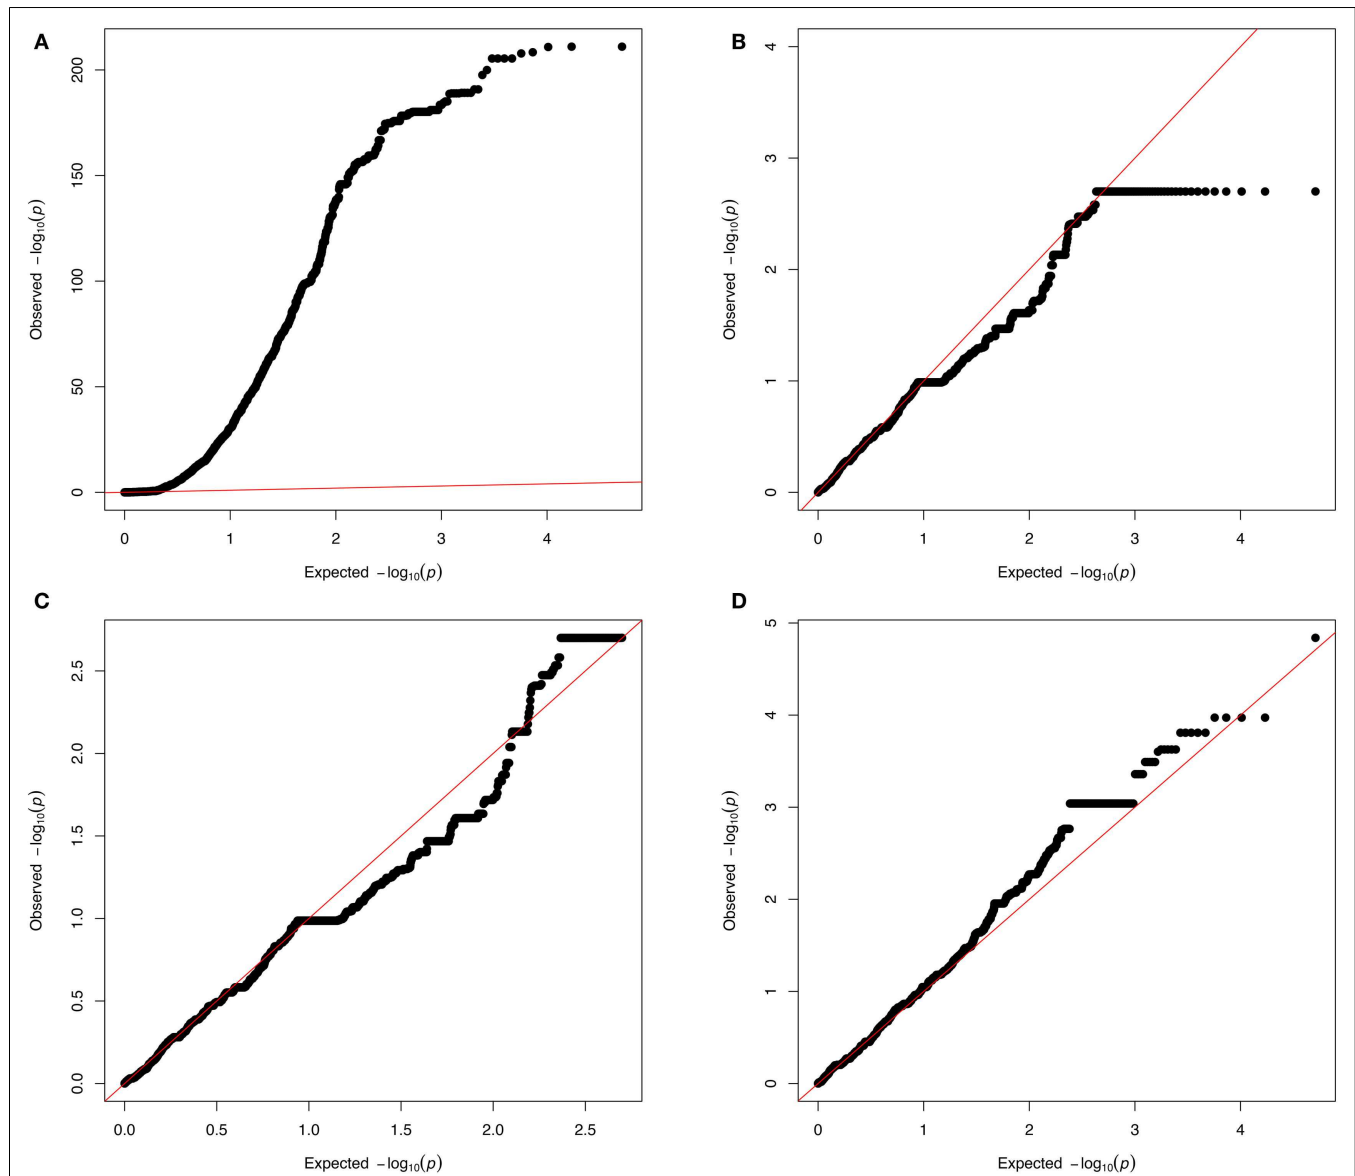 A
200
150
100
50
0
Observed −log₁₀(p)
0 1 2 3 4
Expected −log₁₀(p)
B
4
3
2
1
0
Observed −log₁₀(p)
0 1 2 3 4
Expected −log₁₀(p)
C
2.5
2.0
1.5
1.0
0.5
0.0
Observed −log₁₀(p)
0.0 0.5 1.0 1.5 2.0 2.5
Expected −log₁₀(p)
D
5
4
3
2
1
0
Observed −log₁₀(p)
0 1 2 3 4
Expected −log₁₀(p)